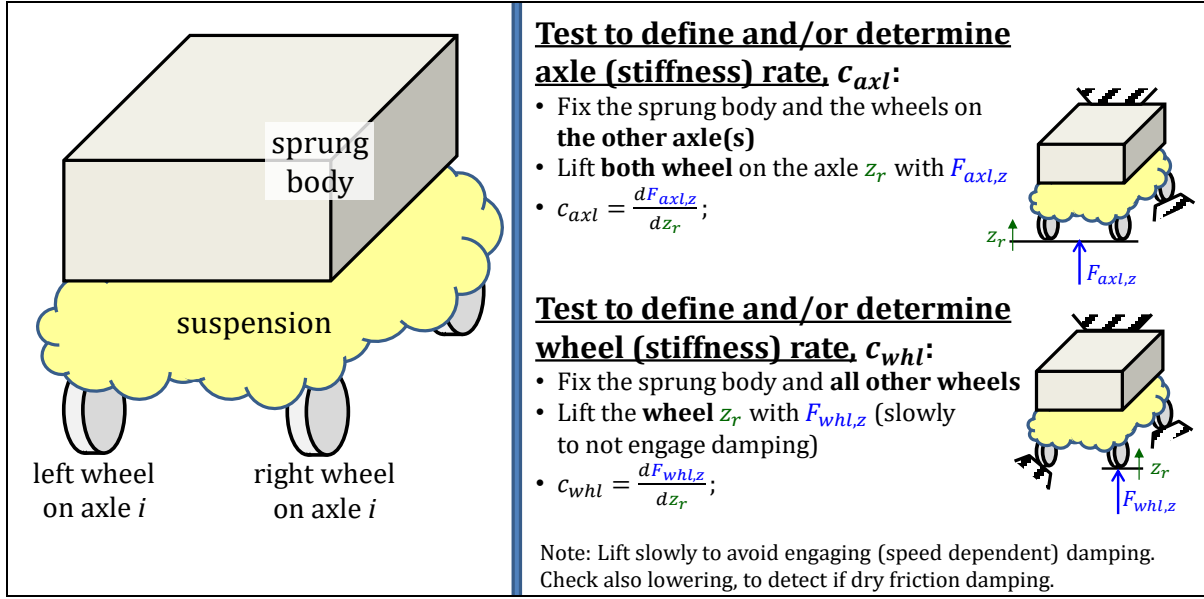 sprung
body
suspension
left wheel
on axle i
right wheel
on axle i
Test to define and/or determine
axle (stiffness) rate, c_axl:
• Fix the sprung body and the wheels on
the other axle(s)
• Lift both wheel on the axle z_r with F_axl,z
• c_axl = dF_axl,z / dz_r ;
z_r
F_axl,z
Test to define and/or determine
wheel (stiffness) rate, c_whl:
• Fix the sprung body and all other wheels
• Lift the wheel z_r with F_whl,z (slowly
to not engage damping)
• c_whl = dF_whl,z / dz_r ;
z_r
F_whl,z
Note: Lift slowly to avoid engaging (speed dependent) damping.
Check also lowering, to detect if dry friction damping.